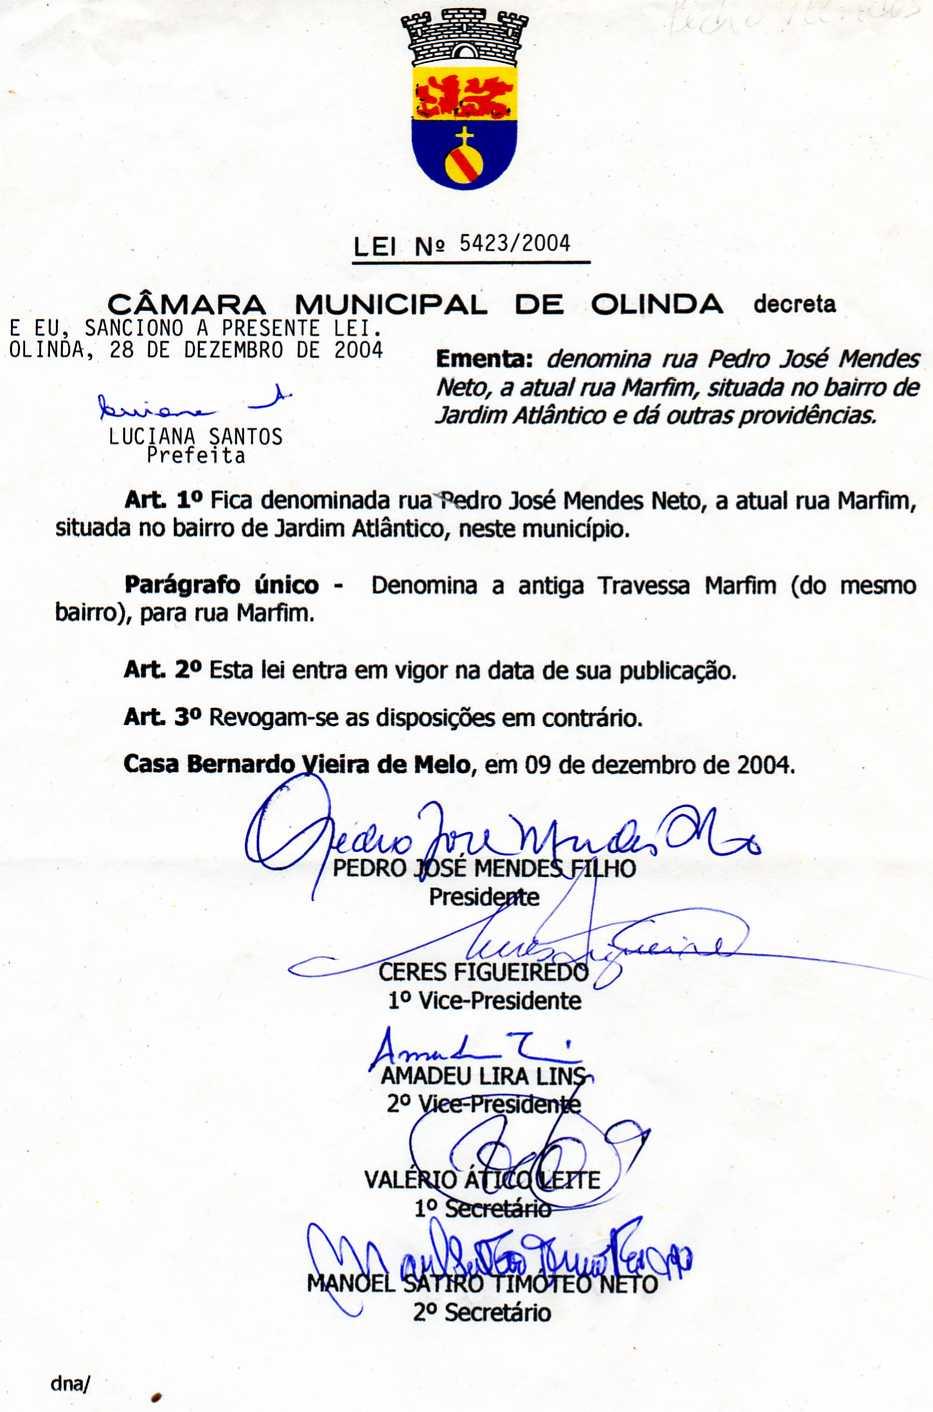 Pedro Mendes
LEI Nº 5423/2004
CÂMARA MUNICIPAL DE OLINDA decreta
E EU, SANCIONO A PRESENTE LEI.
OLINDA, 28 DE DEZEMBRO DE 2004
Ementa: denomina rua Pedro José Mendes
Neto, a atual rua Marfim, situada no bairro de
Jardim Atlântico e dá outras providências.
LUCIANA SANTOS
Prefeita
Art. 1º Fica denominada rua Pedro José Mendes Neto, a atual rua Marfim,
situada no bairro de Jardim Atlântico, neste município.
Parágrafo único - Denomina a antiga Travessa Marfim (do mesmo
bairro), para rua Marfim.
Art. 2º Esta lei entra em vigor na data de sua publicação.
Art. 3º Revogam-se as disposições em contrário.
Casa Bernardo Vieira de Melo, em 09 de dezembro de 2004.
Pedro José Mendes
PEDRO JOSÉ MENDES FILHO
Presidente
Ceres Figueiredo
CERES FIGUEIREDO
1º Vice-Presidente
AMADEU LIRA LINS
2º Vice-Presidente
VALÉRIO ÁTICO LEITE
1º Secretário
MANOEL SÁTIRO TIMÓTEO NETO
2º Secretário
dna/